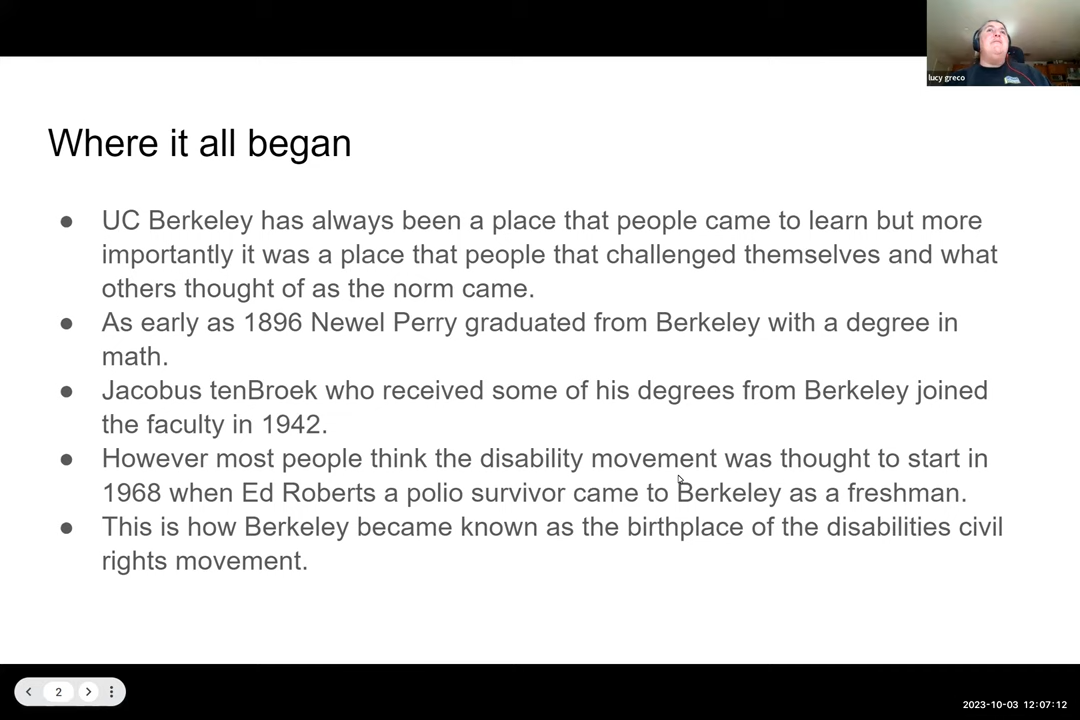 lucy greco
Where it all began
● UC Berkeley has always been a place that people came to learn but more
importantly it was a place that people that challenged themselves and what
others thought of as the norm came.
● As early as 1896 Newel Perry graduated from Berkeley with a degree in
math.
● Jacobus tenBroek who received some of his degrees from Berkeley joined
the faculty in 1942.
● However most people think the disability movement was thought to start in
1968 when Ed Roberts a polio survivor came to Berkeley as a freshman.
● This is how Berkeley became known as the birthplace of the disabilities civil
rights movement.
2
2023-10-03 12:07:12